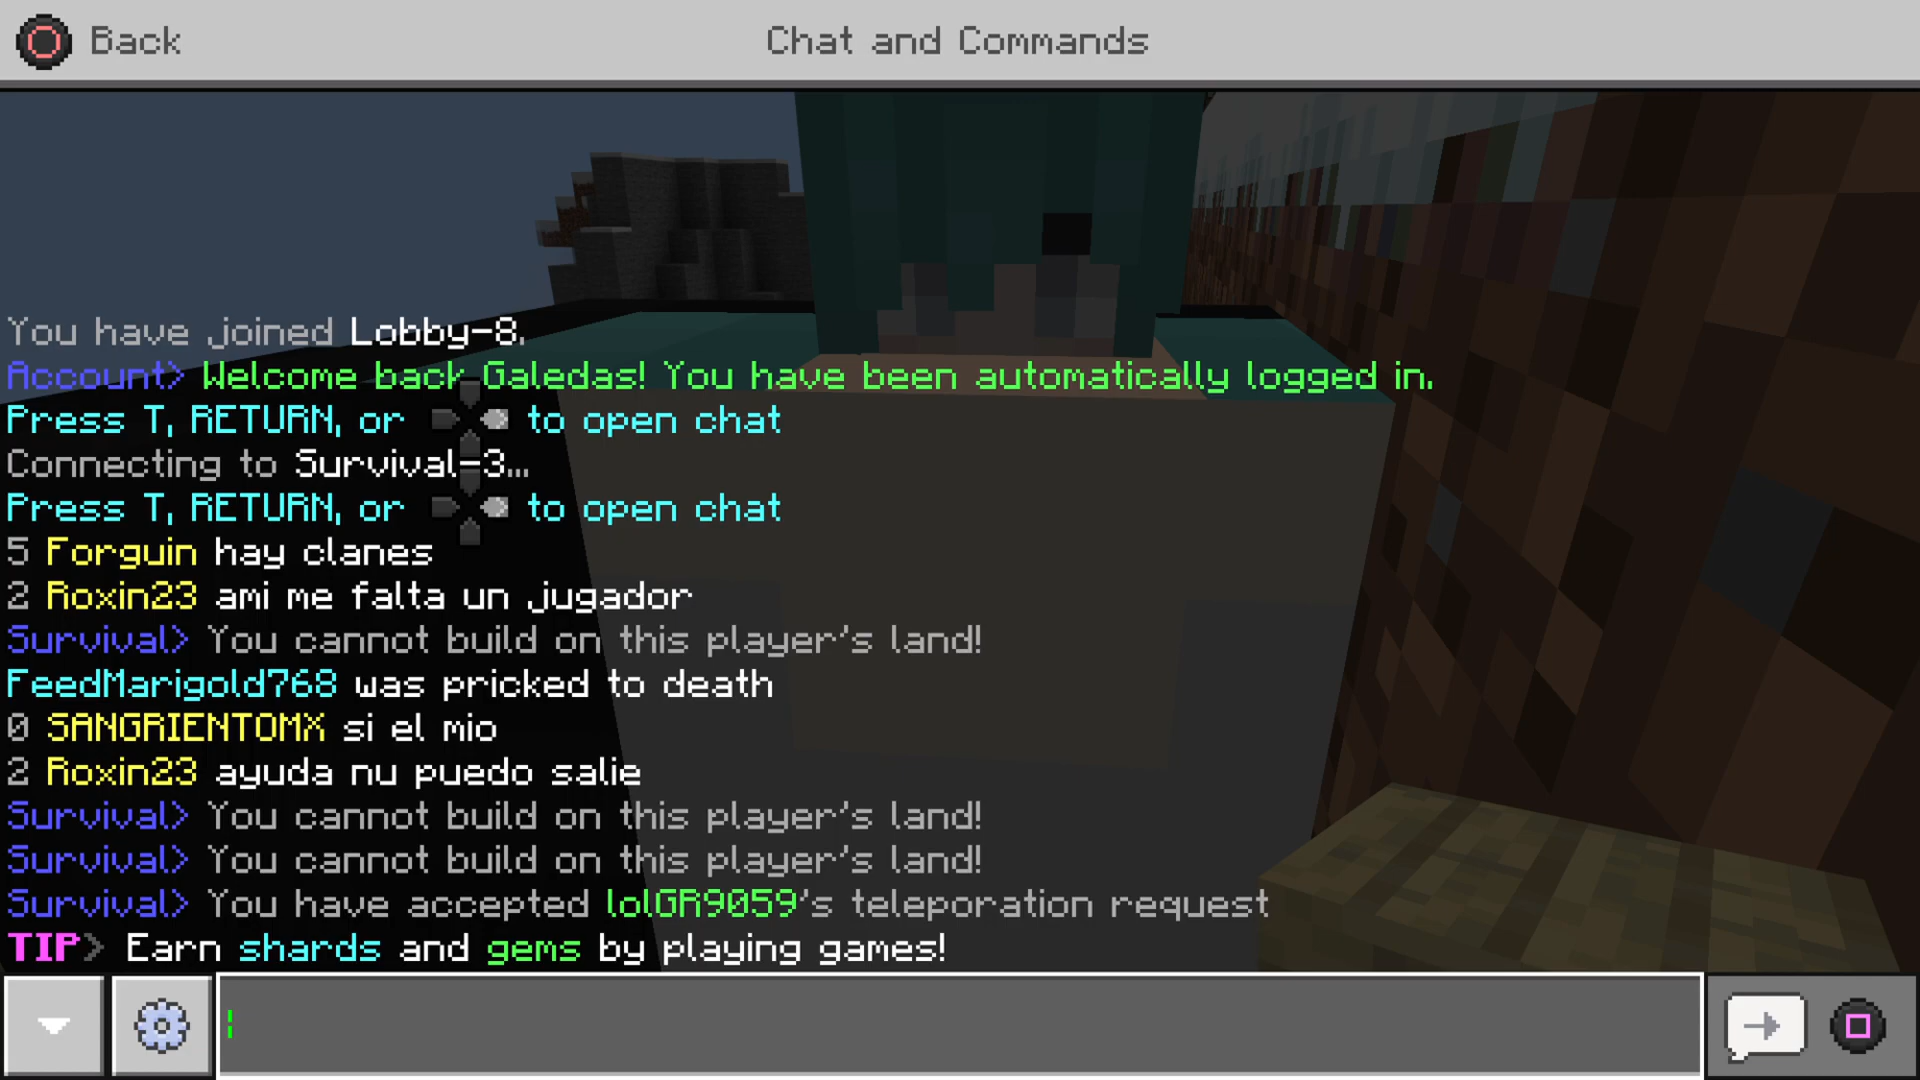 Back
Chat and Commands
You have joined Lobby-8.
Account> Welcome back Galedas! You have been automatically logged in.
Press T, RETURN, or to open chat
Connecting to Survival-3...
Press T, RETURN, or to open chat
5 Forguin hay clanes
2 Roxin23 ami me falta un jugador
Survival> You cannot build on this player's land!
FeedMarigold768 was pricked to death
0 SANGRIENTOMX si el mio
2 Roxin23 ayuda nu puedo salie
Survival> You cannot build on this player's land!
Survival> You cannot build on this player's land!
Survival> You have accepted lolGR9059's teleporation request
TIP> Earn shards and gems by playing games!